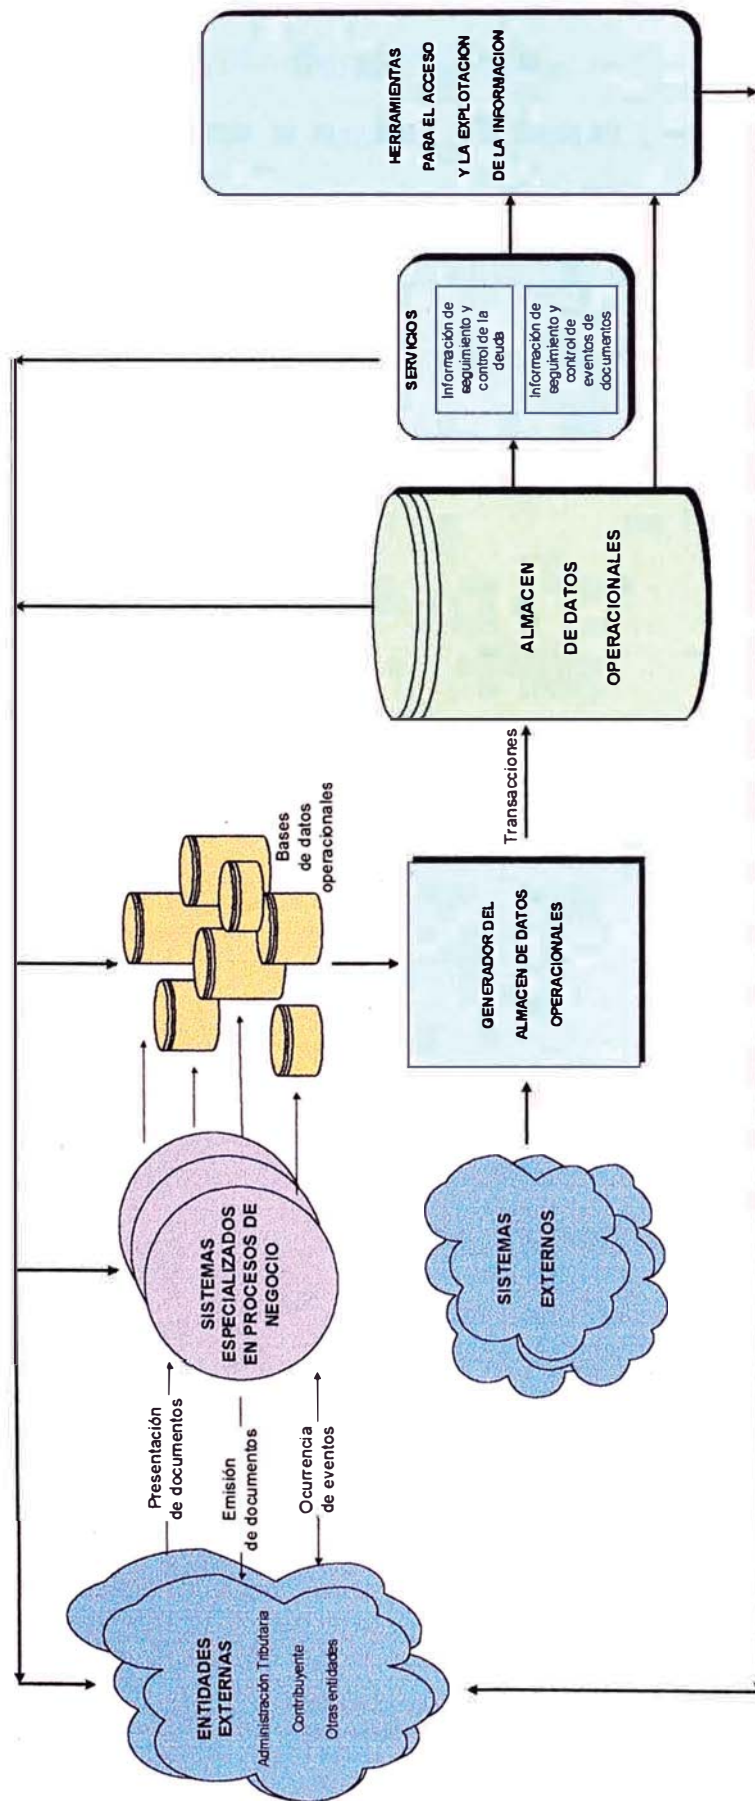 ENTIDADES
EXTERNAS
Administración Tributaria
Contribuyente
Otras entidades
Presentación
de documentos
Emisión
de documentos
Ocurrencia
de eventos
SISTEMAS
ESPECIALIZADOS
EN PROCESOS DE
NEGOCIO
SISTEMAS
EXTERNOS
Bases
de datos
operacionales
GENERADOR DEL
ALMACEN DE DATOS
OPERACIONALES
Transacciones
ALMACEN
DE DATOS
OPERACIONALES
SERVICIOS
Información de
seguimiento y
control de la
deuda
Información de
seguimiento y
control de
eventos de
documentos
HERRAMIENTAS
PARA EL ACCESO
Y LA EXPLOTACION
DE LA INFORMACION